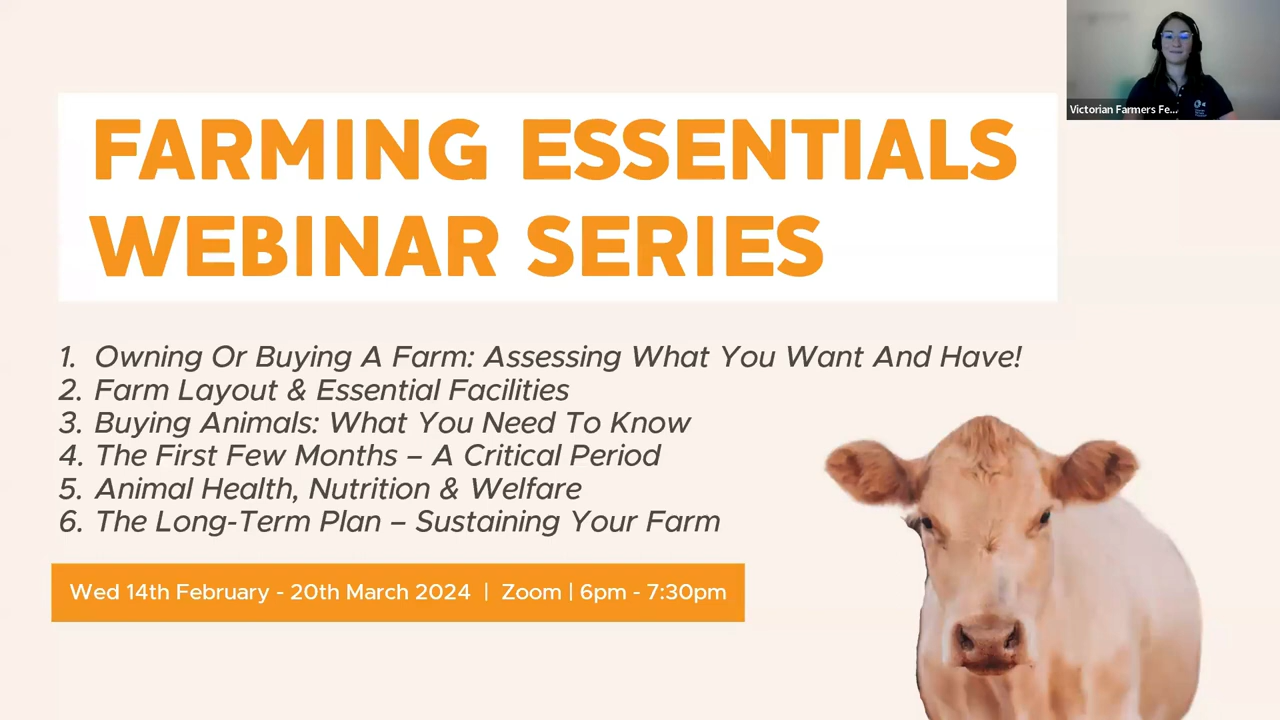 FARMING ESSENTIALS
WEBINAR SERIES
1. Owning Or Buying A Farm: Assessing What You Want And Have!
2. Farm Layout & Essential Facilities
3. Buying Animals: What You Need To Know
4. The First Few Months – A Critical Period
5. Animal Health, Nutrition & Welfare
6. The Long-Term Plan – Sustaining Your Farm
Wed 14th February - 20th March 2024 | Zoom | 6pm - 7:30pm
Victorian Farmers Fe...